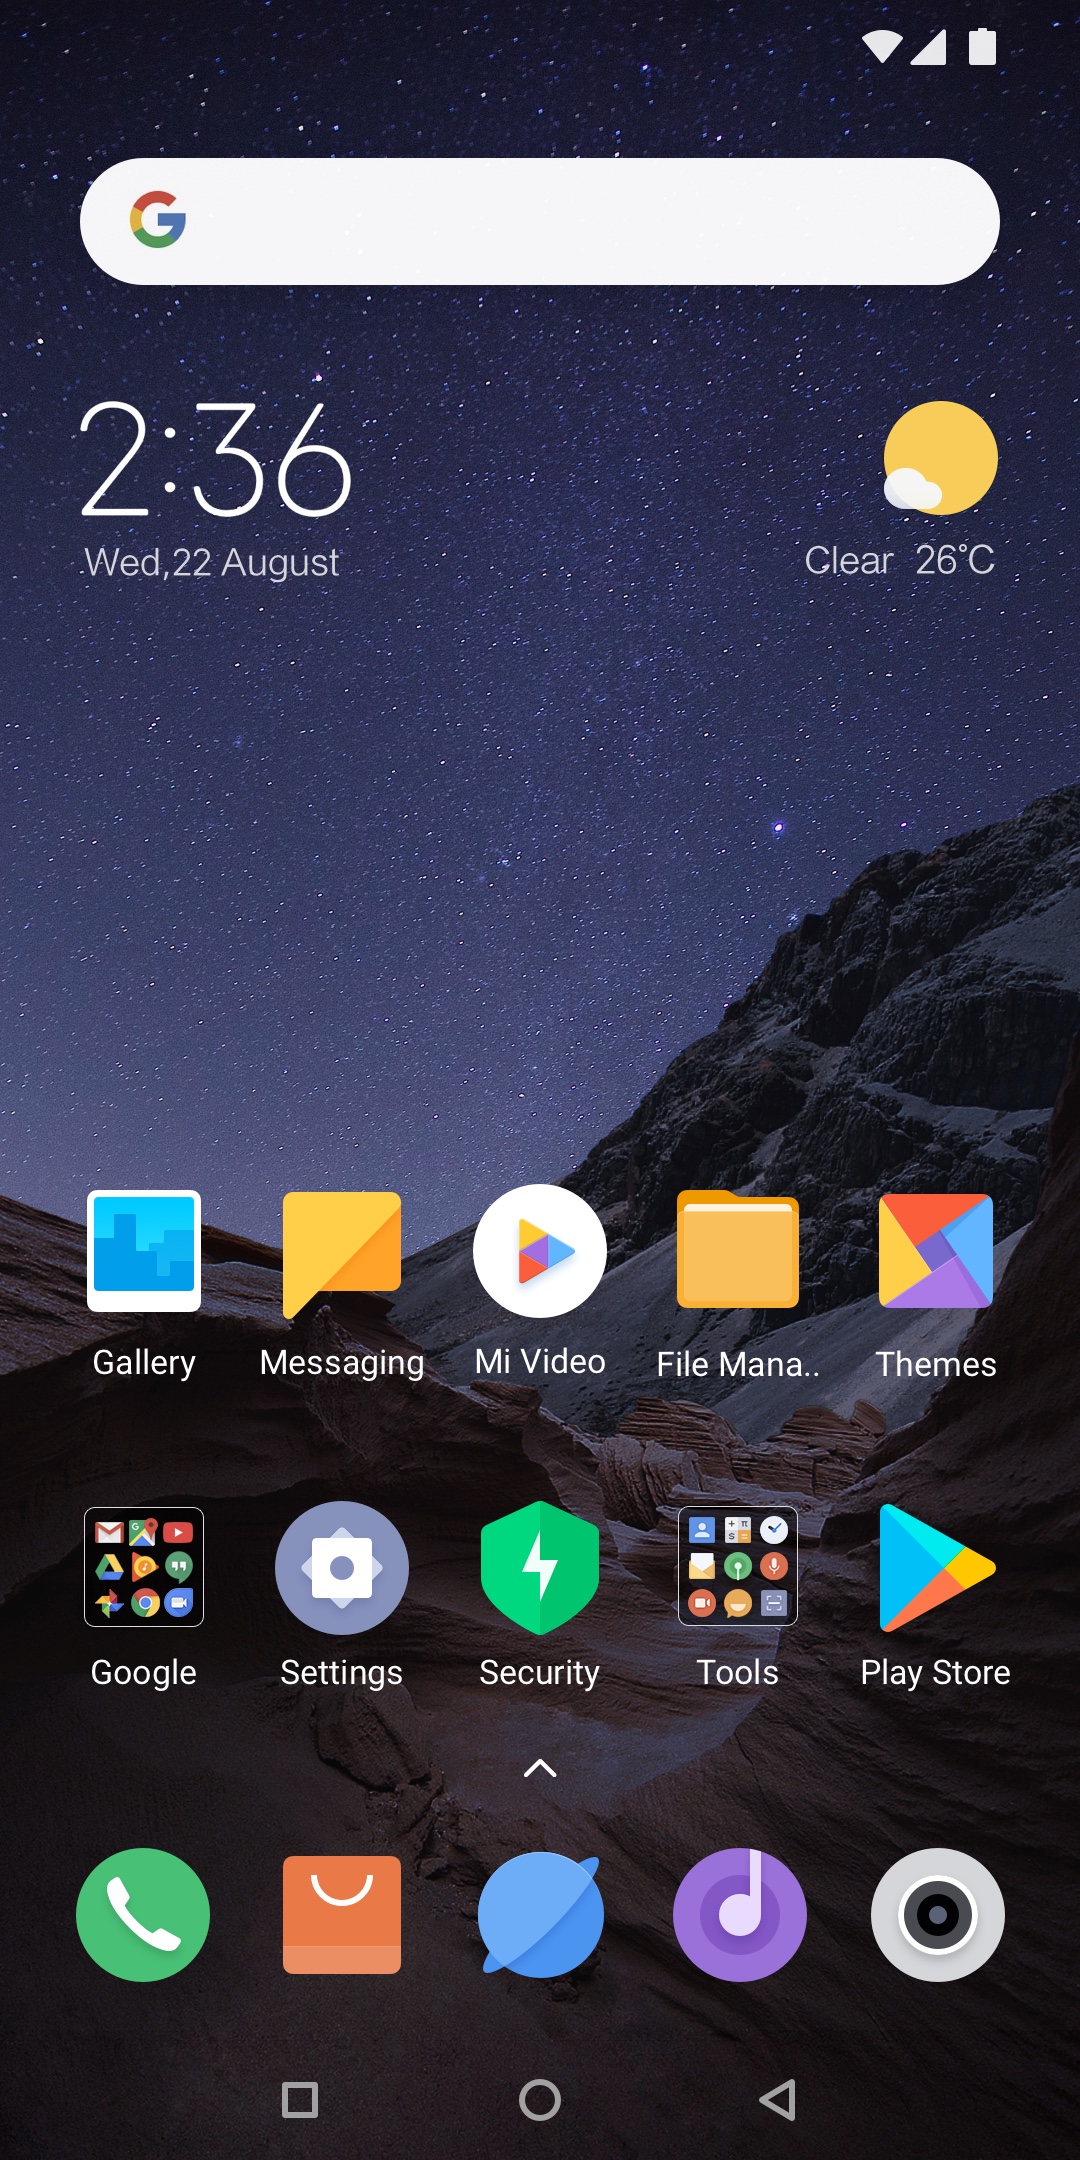 2:36
Wed,22 August
Clear 26°C
Gallery
Messaging
Mi Video
File Mana..
Themes
Google
Settings
Security
Tools
Play Store